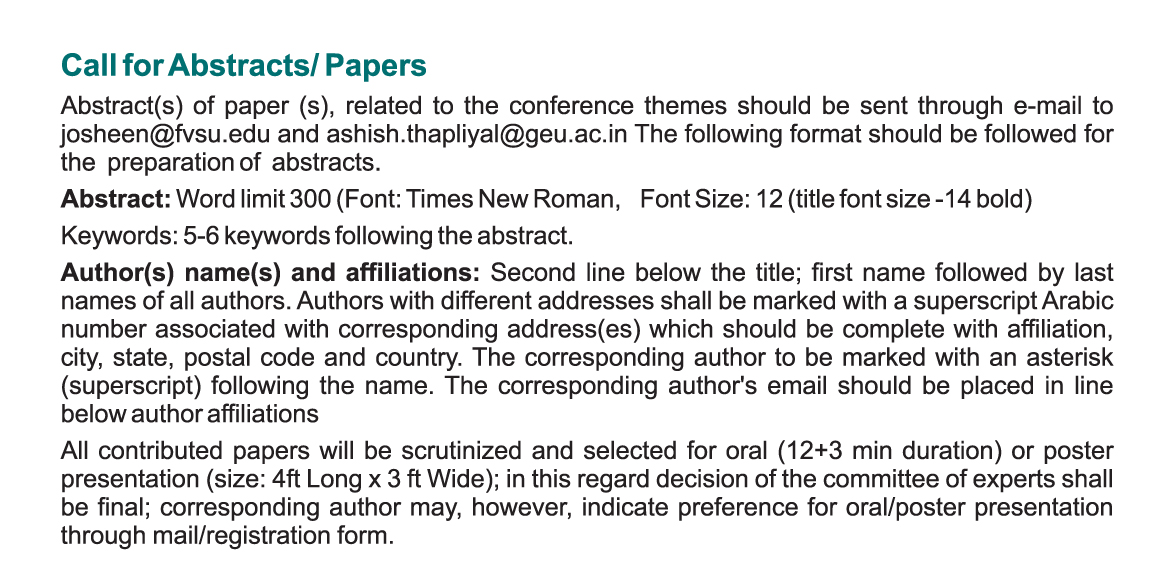 Call for Abstracts/ Papers
Abstract(s) of paper (s), related to the conference themes should be sent through e-mail to
josheen@fvsu.edu and ashish.thapliyal@geu.ac.in The following format should be followed for
the preparation of abstracts.
Abstract: Word limit 300 (Font: Times New Roman, Font Size: 12 (title font size -14 bold)
Keywords: 5-6 keywords following the abstract.
Author(s) name(s) and affiliations: Second line below the title; first name followed by last
names of all authors. Authors with different addresses shall be marked with a superscript Arabic
number associated with corresponding address(es) which should be complete with affiliation,
city, state, postal code and country. The corresponding author to be marked with an asterisk
(superscript) following the name. The corresponding author's email should be placed in line
below author affiliations
All contributed papers will be scrutinized and selected for oral (12+3 min duration) or poster
presentation (size: 4ft Long x 3 ft Wide); in this regard decision of the committee of experts shall
be final; corresponding author may, however, indicate preference for oral/poster presentation
through mail/registration form.